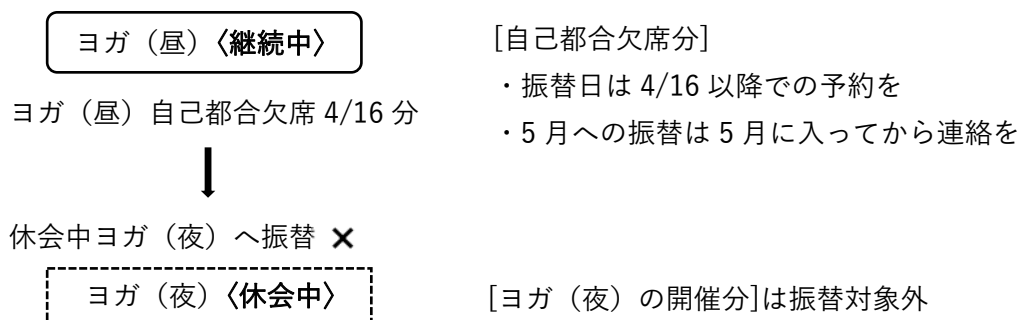 ヨガ（昼）〈継続中〉
ヨガ（昼）自己都合欠席 4/16 分
休会中ヨガ（夜）へ振替 ×
ヨガ（夜）〈休会中〉
[自己都合欠席分]
・振替日は 4/16 以降での予約を
・5 月への振替は 5 月に入ってから連絡を
[ヨガ（夜）の開催分]は振替対象外